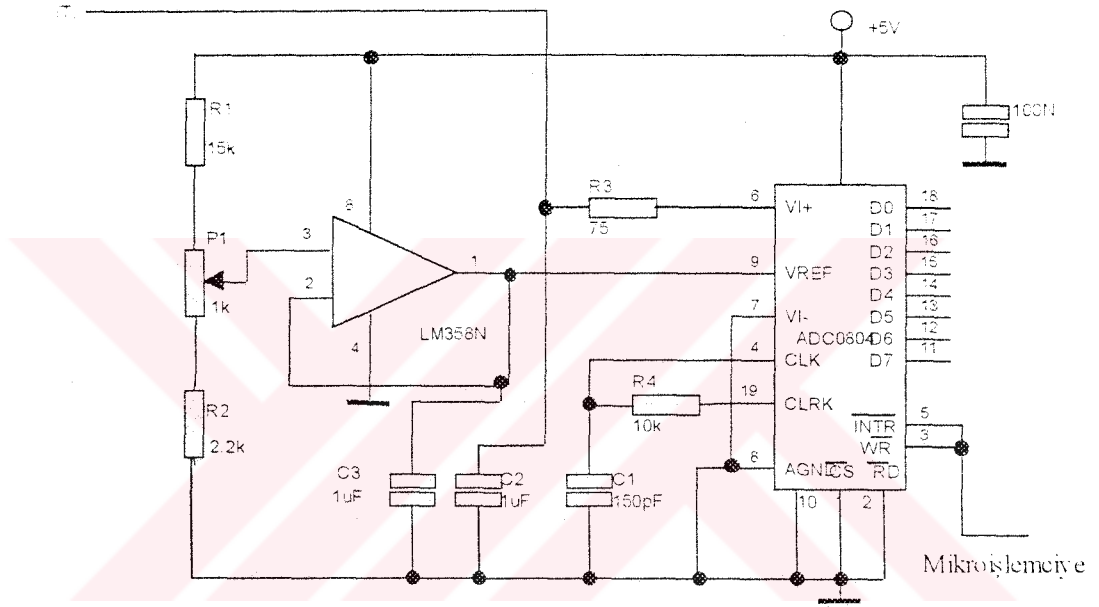 +5V
R1
15k
100N
R3
75
6
VI+
D0
18
D1
17
D2
16
D3
15
D4
14
D5
13
D6
12
D7
11
P1
1k
3
2
8
1
4
LM358N
9
VREF
7
VI-
ADC0804
4
CLK
R4
10k
19
CLRK
INTR
5
WR
3
R2
2.2k
C3
1uF
C2
1uF
C1
150pF
8
AGND
CS
RD
10
2
Mikroişlemciye